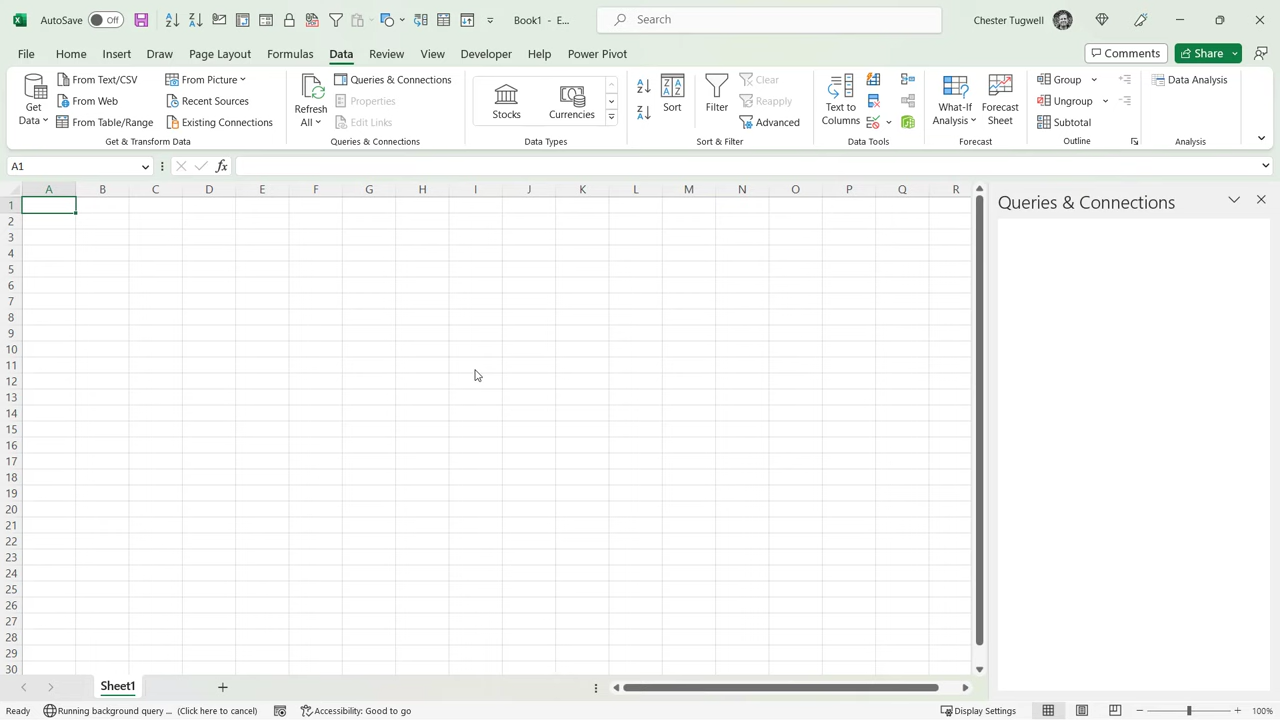 AutoSave Off Book1 - E... Search Chester Tugwell
File Home Insert Draw Page Layout Formulas Data Review View Developer Help Power Pivot Comments Share
Get Data
From Text/CSV
From Web
From Table/Range
From Picture
Recent Sources
Existing Connections
Get & Transform Data
Refresh All
Queries & Connections
Properties
Edit Links
Queries & Connections
Stocks
Currencies
Data Types
Sort
Filter
Clear
Reapply
Advanced
Sort & Filter
Text to Columns
Data Tools
What-If Analysis
Forecast Sheet
Forecast
Group
Ungroup
Subtotal
Outline
Data Analysis
Analysis
A1 fx
A B C D E F G H I J K L M N O P Q R
Queries & Connections
1
2
3
4
5
6
7
8
9
10
11
12
13
14
15
16
17
18
19
20
21
22
23
24
25
26
27
28
29
30
Sheet1
Ready Running background query ... (Click here to cancel) Accessibility: Good to go Display Settings 100%